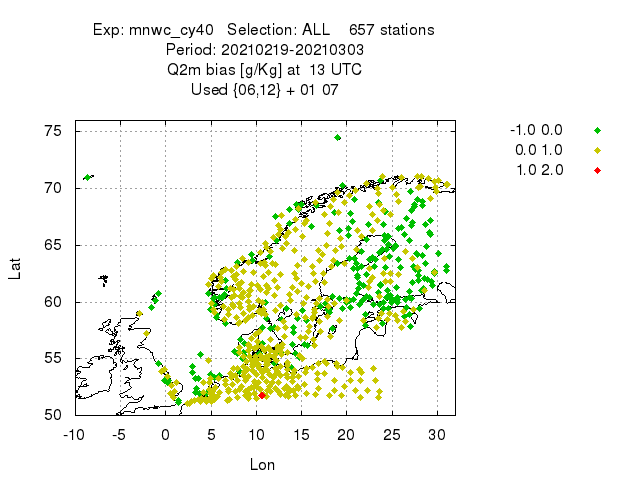 Exp: mnwc_cy40   Selection: ALL    657 stations
Period: 20210219-20210303
Q2m bias [g/Kg] at  13 UTC
Used {06,12} + 01 07
-1.0 0.0
0.0 1.0
1.0 2.0
75
70
65
60
55
50
Lat
-10 -5 0 5 10 15 20 25 30
Lon